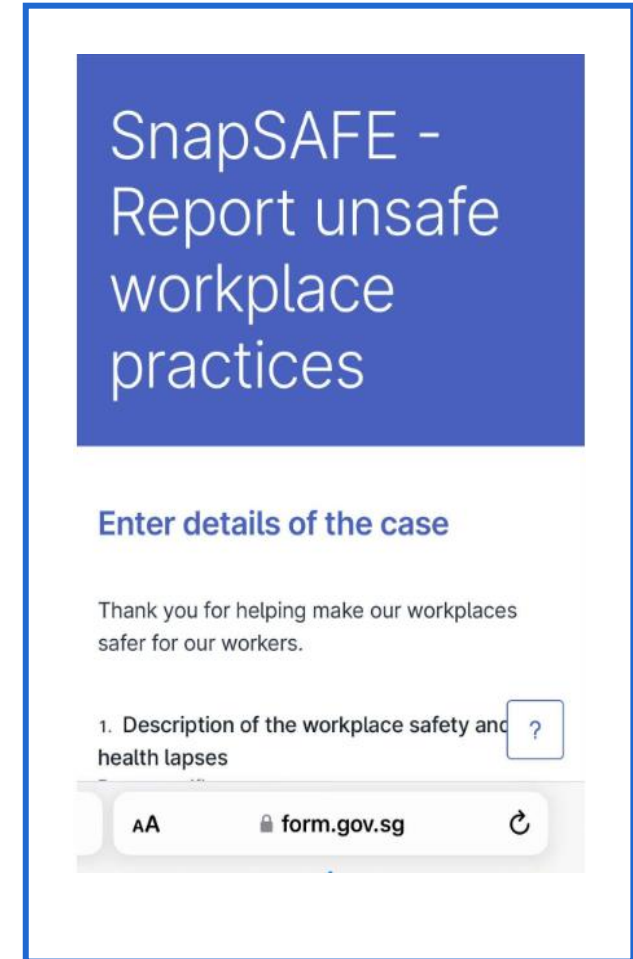 SnapSAFE -
Report unsafe
workplace
practices
Enter details of the case
Thank you for helping make our workplaces
safer for our workers.
1. Description of the workplace safety and
health lapses
?
AA
form.gov.sg